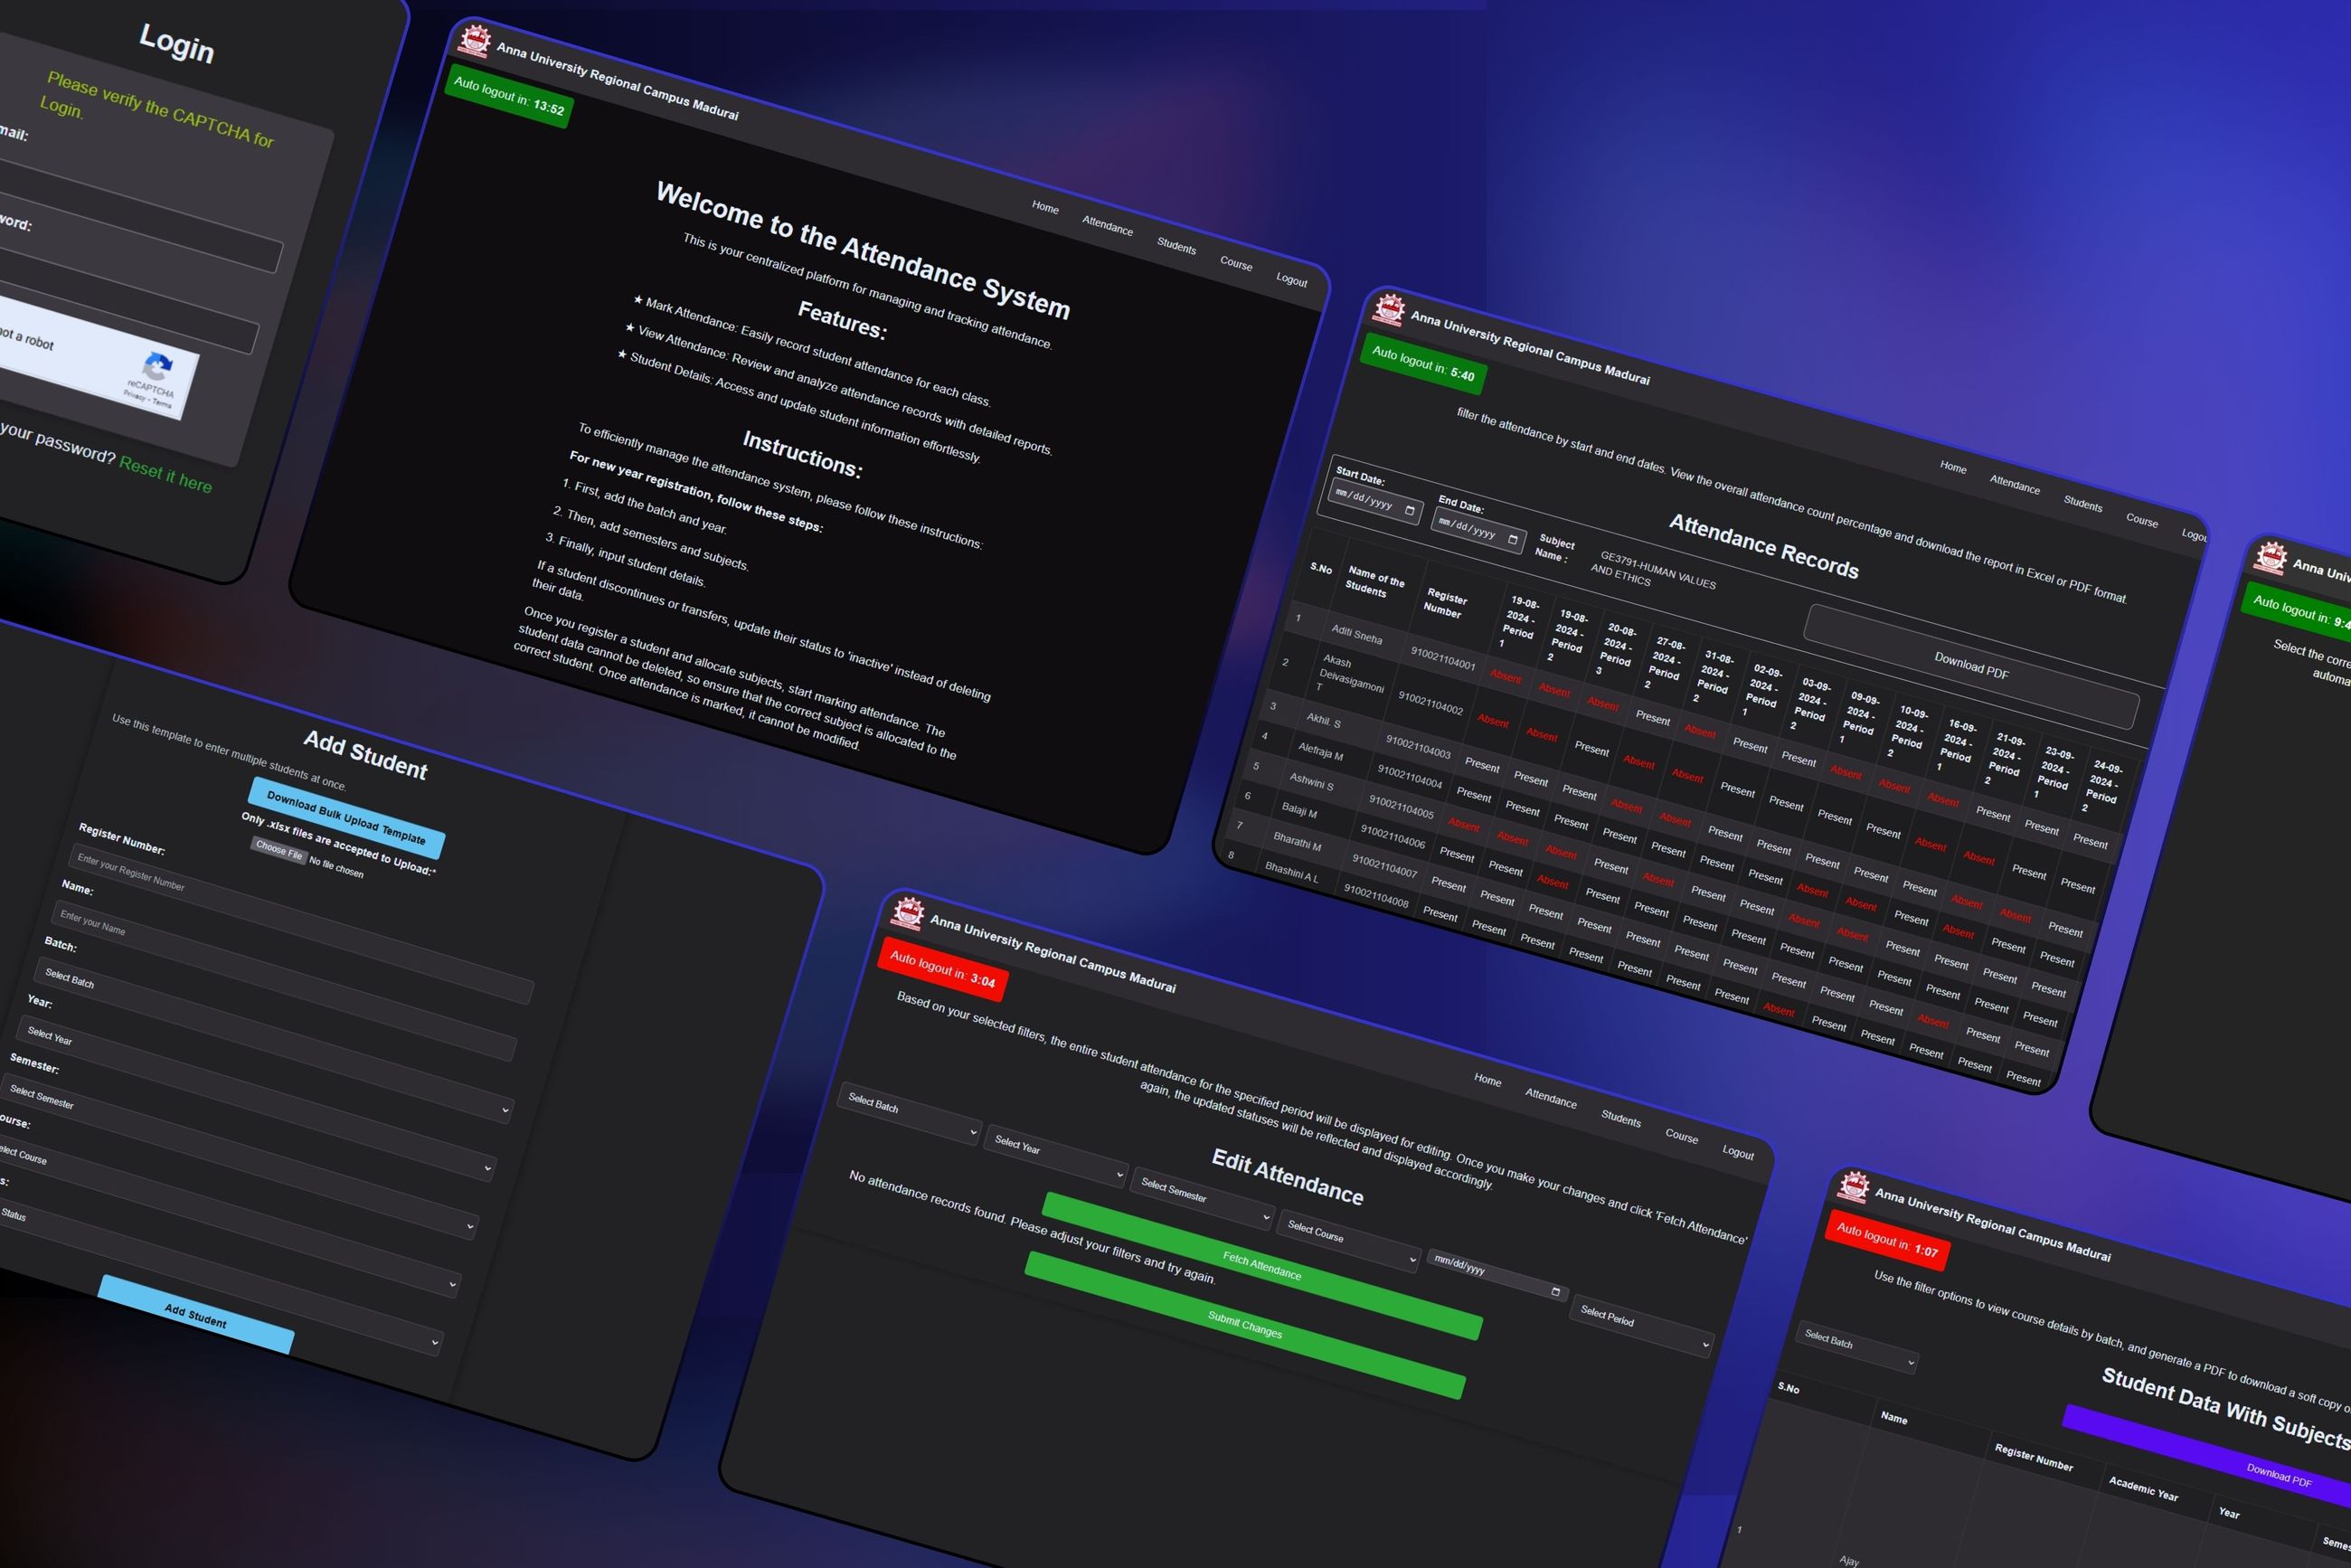 Login
Please verify the CAPTCHA for
Login.
mail:
word:
not a robot
reCAPTCHA
Privacy - Terms
your password? Reset it here
Anna University Regional Campus Madurai
Auto logout in: 13:52
Home Attendance Students Course Logout
Welcome to the Attendance System
This is your centralized platform for managing and tracking attendance.
Features:
★ Mark Attendance: Easily record student attendance for each class.
★ View Attendance: Review and analyze attendance records with detailed reports.
★ Student Details: Access and update student information effortlessly.
Instructions:
To efficiently manage the attendance system, please follow these instructions:
For new year registration, follow these steps:
1. First, add the batch and year.
2. Then, add semesters and subjects.
3. Finally, input student details.
If a student discontinues or transfers, update their status to 'inactive' instead of deleting
their data.
Once you register a student and allocate subjects, start marking attendance. The
student data cannot be deleted, so ensure that the correct subject is allocated to the
correct student. Once attendance is marked, it cannot be modified.
Anna University Regional Campus Madurai
Auto logout in: 5:40
Home Attendance Students Course Logou
filter the attendance by start and end dates. View the overall attendance count percentage and download the report in Excel or PDF format.
Attendance Records
Start Date:
mm/dd/yyyy
End Date:
mm/dd/yyyy
Subject
Name :
GE3791-HUMAN VALUES
AND ETHICS
Download PDF
S.No Name of the Students Register Number 19-08-2024 - Period 1 19-08-2024 - Period 2 20-08-2024 - Period 3 27-08-2024 - Period 2 31-08-2024 - Period 2 02-09-2024 - Period 1 03-09-2024 - Period 2 09-09-2024 - Period 1 10-09-2024 - Period 2 16-09-2024 - Period 1 21-09-2024 - Period 2 23-09-2024 - Period 1 24-09-2024 - Period 2
1 Aditi Sneha 910021104001 Absent Absent Absent Present Absent Present Present Absent Absent Absent Present Present Present
2 Akash Deivasigamoni T 910021104002 Absent Absent Present Absent Absent Present Present Present Present Absent Absent Present Present
3 Akhil. S 910021104003 Present Present Present Absent Absent Present Present Present Present Present Absent Absent Present
4 Alefraja M 910021104004 Present Present Present Present Present Present Present Absent Absent Present Absent Present Present
5 Ashwini S 910021104005 Absent Absent Absent Present Absent Present Present Absent Absent Present Present Present Present
6 Balaji M 910021104006 Present Present Absent Present Present Present Present Present Present Present Present Present Present
7 Bharathi M 910021104007 Present Present Present Present Present Present Present Present Present Present Absent Present Present
8 Bhashini A L 910021104008 Present Present Present Present Present Present Present Absent Present Present Present Present Present
Anna Unive
Auto logout in: 9:4
Select the corre
automa
Add Student
Use this template to enter multiple students at once.
Download Bulk Upload Template
Only .xlsx files are accepted to Upload:*
Choose File No file chosen
Register Number:
Enter your Register Number
Name:
Enter your Name
Batch:
Select Batch
Year:
Select Year
Semester:
Select Semester
ourse:
elect Course
s:
Status
Add Student
Anna University Regional Campus Madurai
Auto logout in: 3:04
Home Attendance Students Course Logout
Based on your selected filters, the entire student attendance for the specified period will be displayed for editing. Once you make your changes and click 'Fetch Attendance'
again, the updated statuses will be reflected and displayed accordingly.
Edit Attendance
Select Batch Select Year Select Semester Select Course mm/dd/yyyy Select Period
Fetch Attendance
No attendance records found. Please adjust your filters and try again.
Submit Changes
Anna University Regional Campus Madurai
Auto logout in: 1:07
Use the filter options to view course details by batch, and generate a PDF to download a soft copy o
Student Data With Subjects
Select Batch
Download PDF
S.No Name Register Number Academic Year Year Semes
1 Ajay